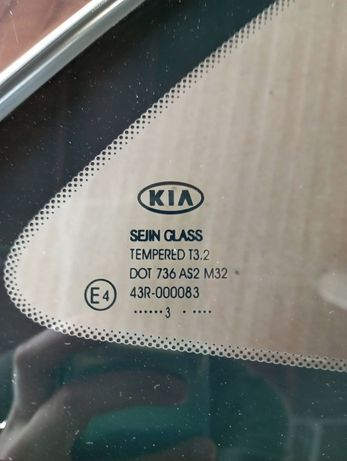 KIA
SEJIN GLASS
TEMPERED T3.2
DOT 736 AS2 M32
E4 43R-000083
······ 3 · ····